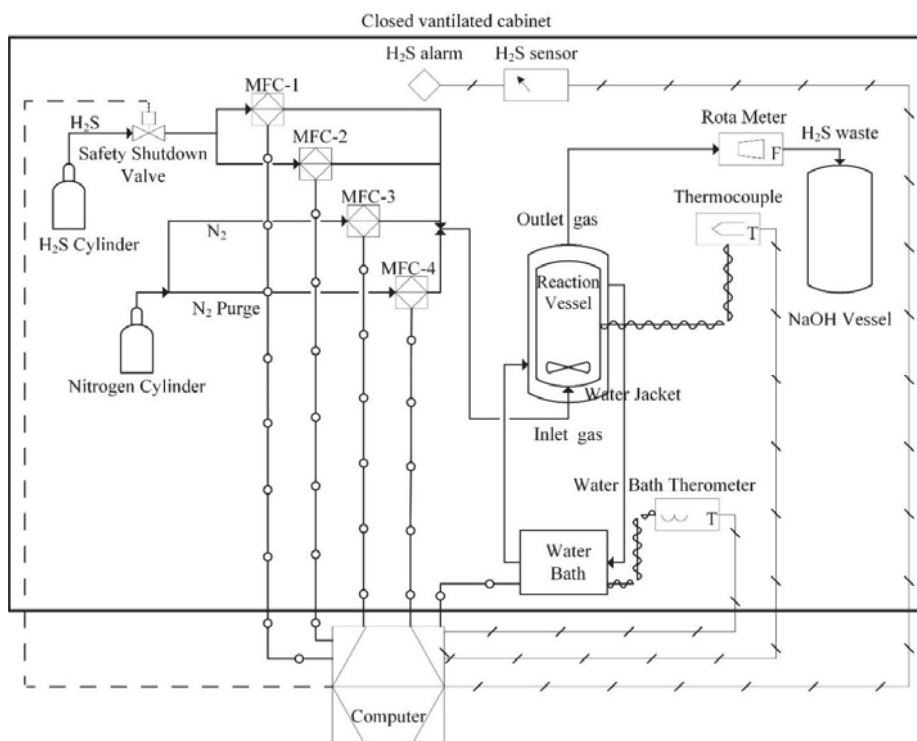 Closed vantilated cabinet
H₂S alarm
H₂S sensor
MFC-1
H₂S
Safety Shutdown
Valve
MFC-2
Rota Meter
F
H₂S waste
H₂S Cylinder
N₂
MFC-3
Outlet gas
Thermocouple
T
MFC-4
N₂ Purge
Reaction
Vessel
NaOH Vessel
Nitrogen Cylinder
Water Jacket
Inlet gas
Water Bath Therometer
T
Water
Bath
Computer